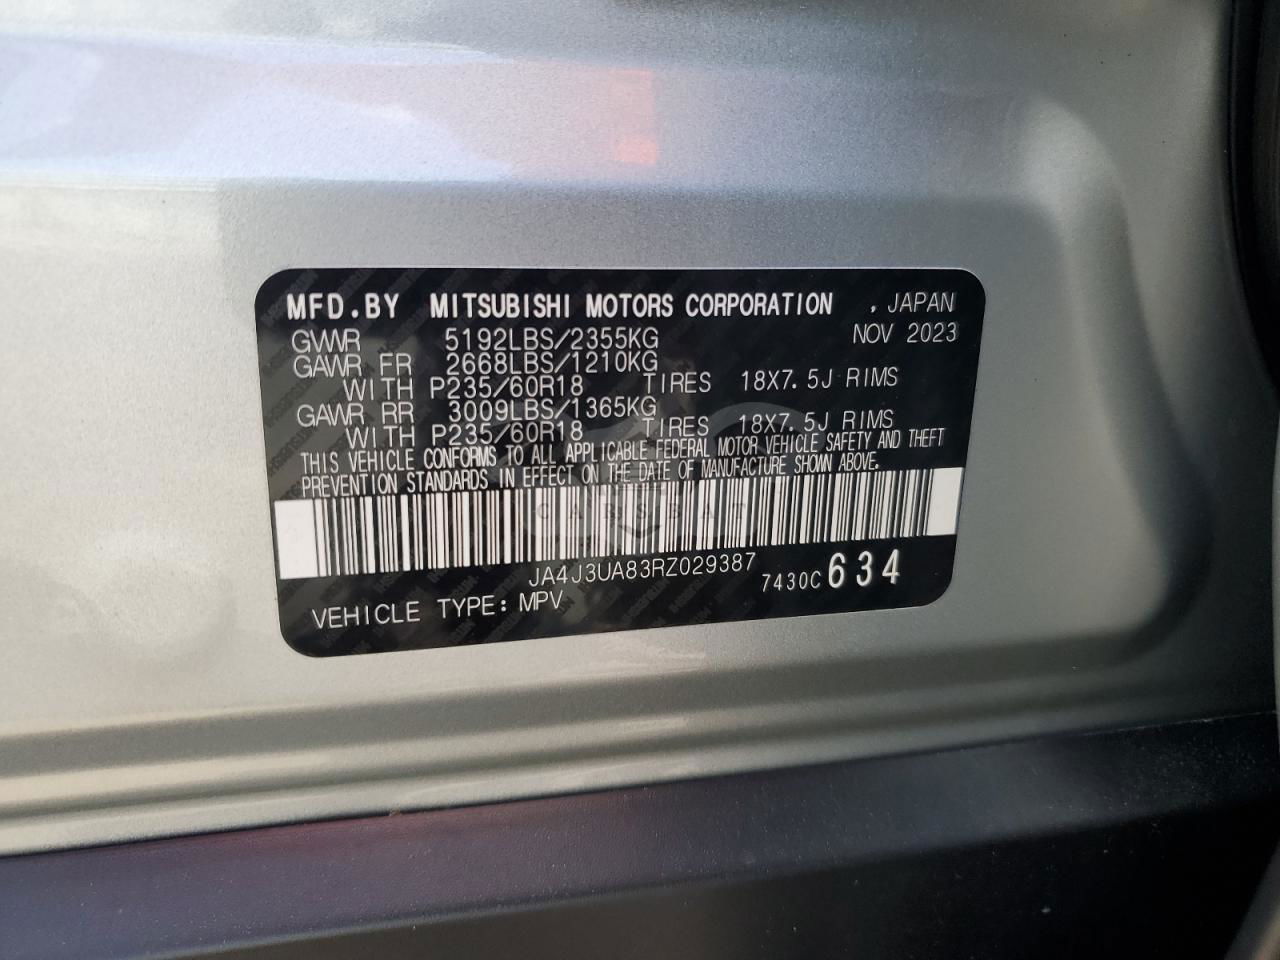 MFD.BY MITSUBISHI MOTORS CORPORATION , JAPAN
GWWR 5192LBS/2355KG NOV 2023
GAWR FR 2668LBS/1210KG
WITH P235/60R18 TIRES 18X7.5J RIMS
GAWR RR 3009LBS/1365KG
WITH P235/60R18 TIRES 18X7.5J RIMS
THIS VEHICLE CONFORMS TO ALL APPLICABLE FEDERAL MOTOR VEHICLE SAFETY AND THEFT
PREVENTION STANDARDS IN EFFECT ON THE DATE OF MANUFACTURE SHOWN ABOVE.
JA4J3UA83RZ029387
7430C 634
VEHICLE TYPE: MPV